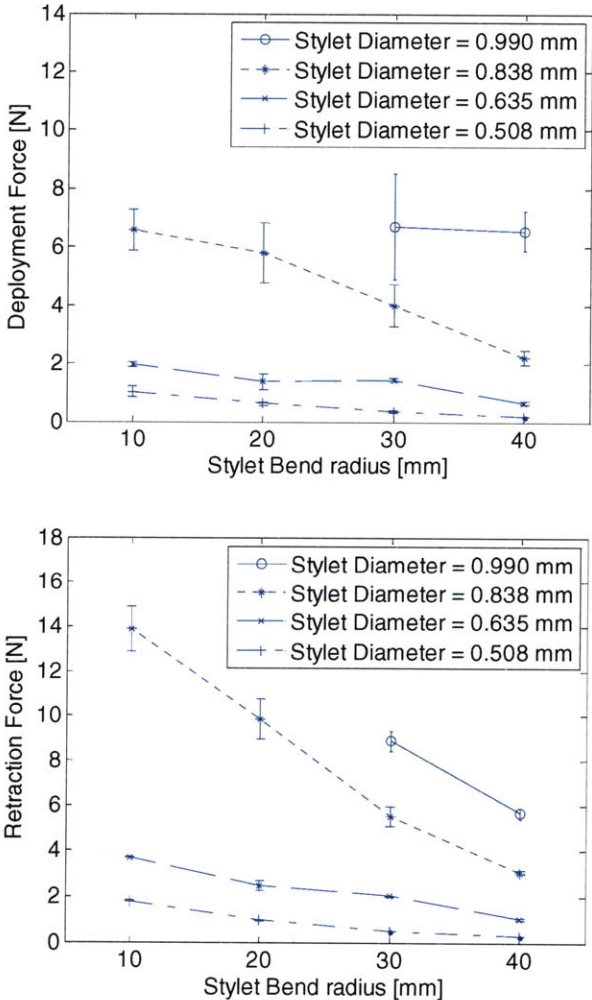 14
12
10
8
6
4
2
0
Deployment Force [N]
Stylet Diameter = 0.990 mm
Stylet Diameter = 0.838 mm
Stylet Diameter = 0.635 mm
Stylet Diameter = 0.508 mm
10 20 30 40
Stylet Bend radius [mm]
18
16
14
12
10
8
6
4
2
0
Retraction Force [N]
Stylet Diameter = 0.990 mm
Stylet Diameter = 0.838 mm
Stylet Diameter = 0.635 mm
Stylet Diameter = 0.508 mm
10 20 30 40
Stylet Bend radius [mm]